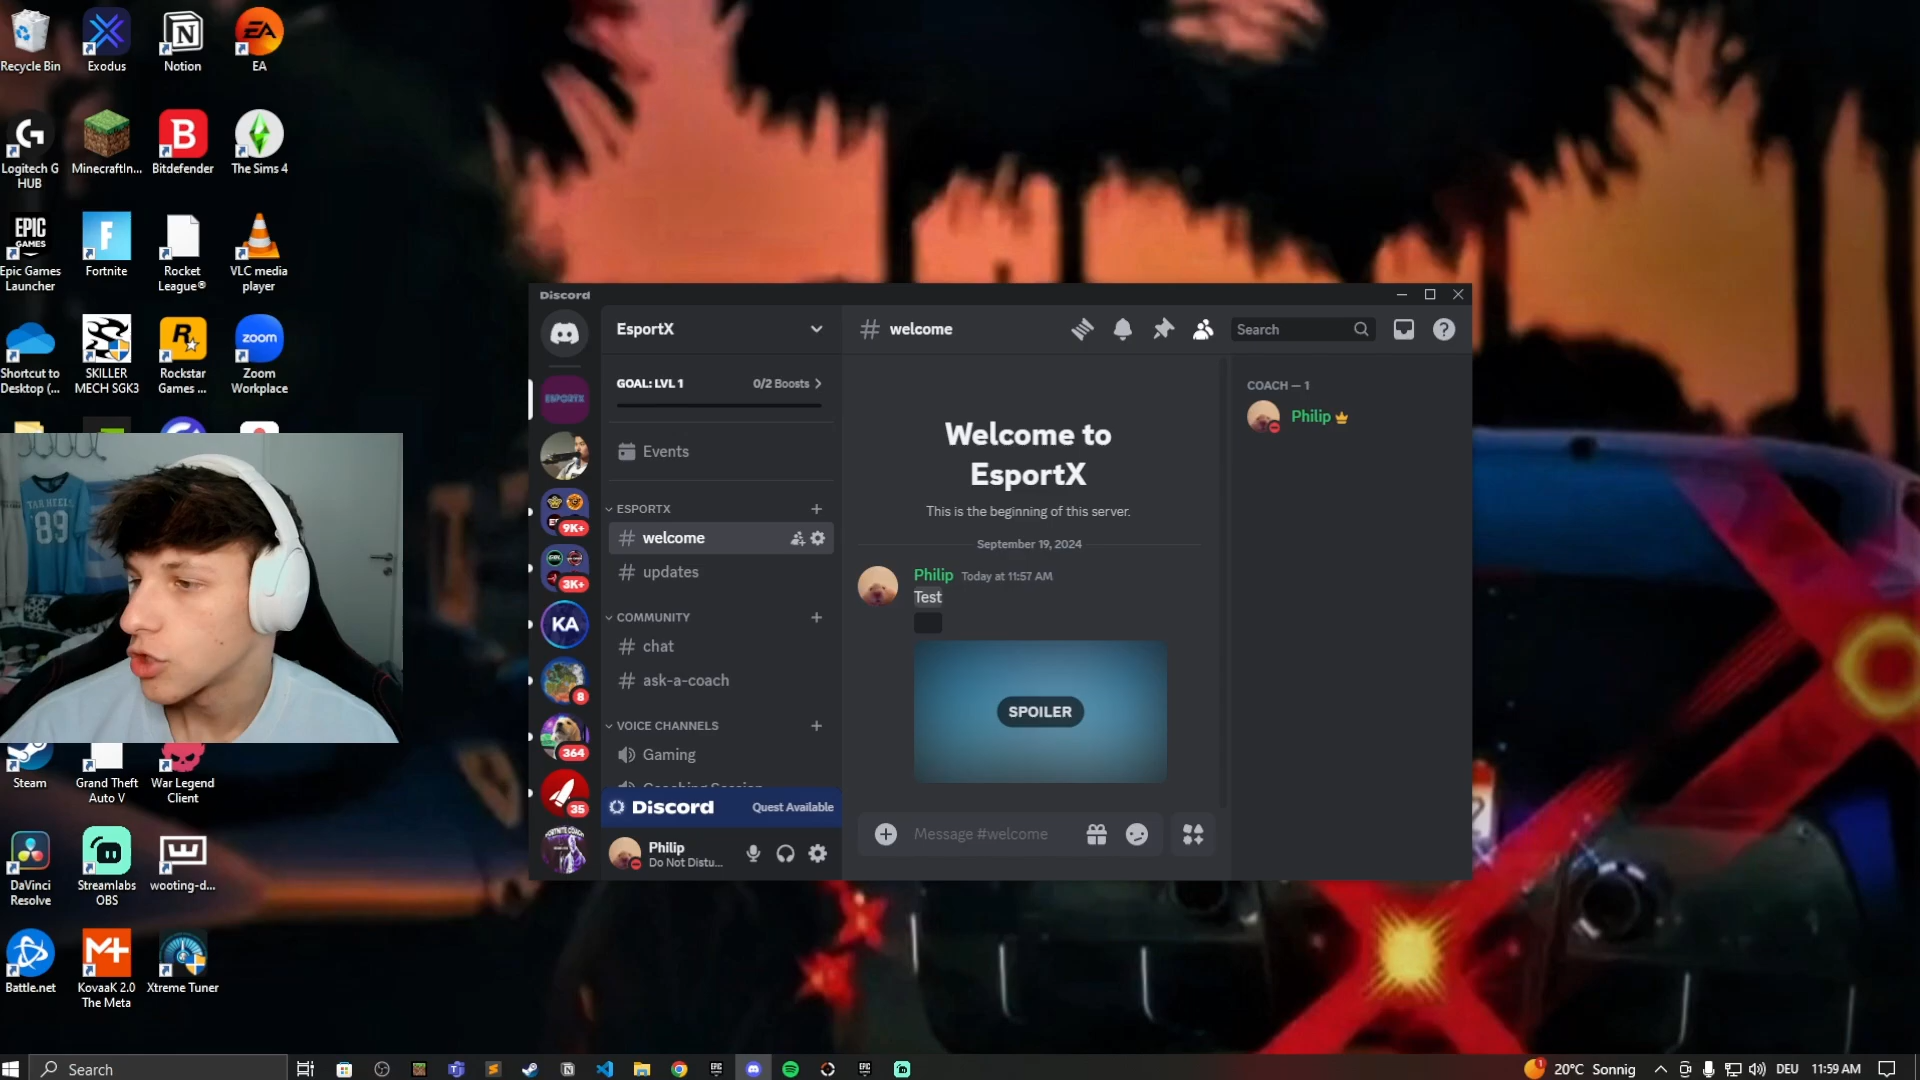 Recycle Bin
Exodus
Notion
EA
Logitech G HUB
MinecraftIn...
Bitdefender
The Sims 4
EPIC GAMES
Epic Games Launcher
Fortnite
Rocket League®
VLC media player
Shortcut to Desktop (...
SKILLER MECH SGK3
Rockstar Games ...
zoom
Zoom Workplace
TAR HEELS
89
Steam
Grand Theft Auto V
War Legend Client
DaVinci Resolve
Streamlabs OBS
wooting-d...
Battle.net
KovaaK 2.0 The Meta
Xtreme Tuner
Discord
ESPORTX
9K+
3K+
KA
8
364
35
EsportX
GOAL: LVL 1
0/2 Boosts
Events
ESPORTX
# welcome
# updates
COMMUNITY
# chat
# ask-a-coach
VOICE CHANNELS
Gaming
Coaching Session
Discord
Quest Available
Philip
Do Not Distu...
# welcome
Search
Welcome to
EsportX
This is the beginning of this server.
September 19, 2024
Philip Today at 11:57 AM
Test
SPOILER
Message #welcome
COACH — 1
Philip
Search
20°C Sonnig
DEU
11:59 AM